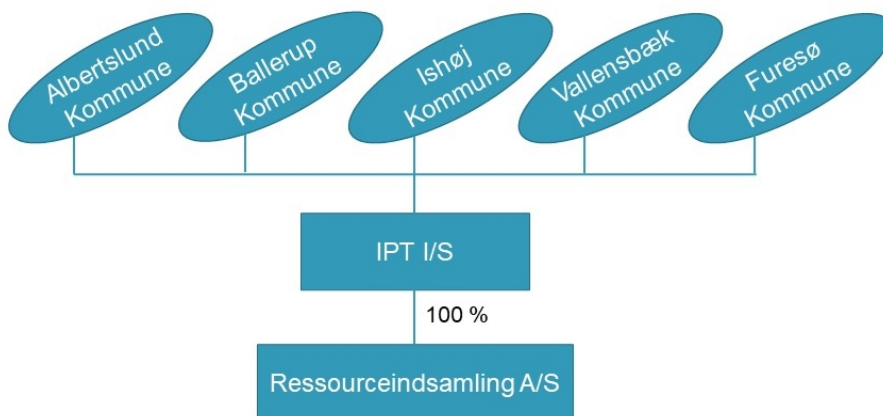 Albertslund
Kommune
Ballerup
Kommune
Ishøj
Kommune
Vallensbæk
Kommune
Furesø
Kommune
IPT I/S
100 %
Ressourceindsamling A/S